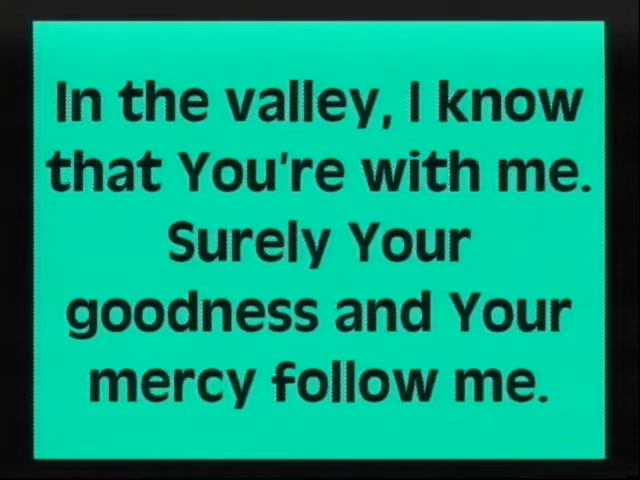 In the valley, I know
that You're with me.
Surely Your
goodness and Your
mercy follow me.